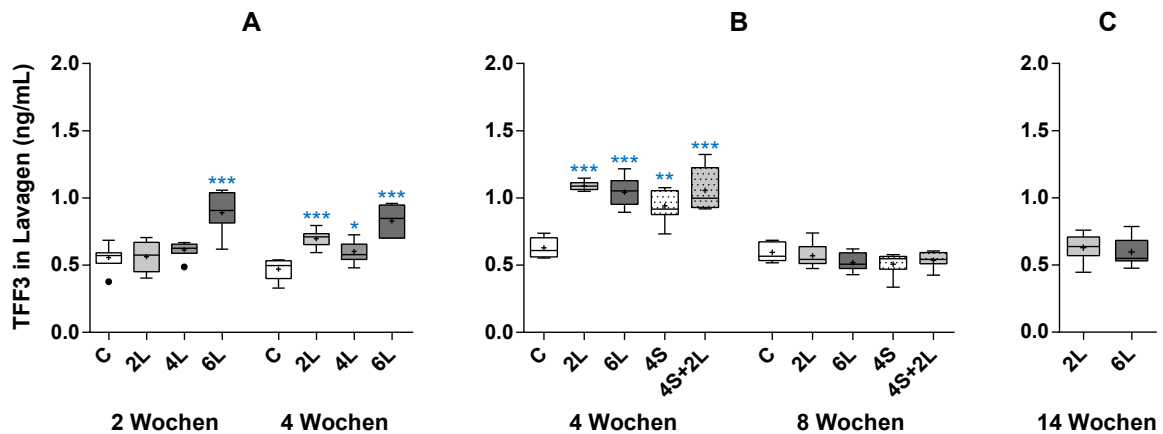 A
B
C
TFF3 in Lavagen (ng/mL)
2.0
1.5
1.0
0.5
0.0
***
***
*
***
C
2L
4L
6L
C
2L
4L
6L
2 Wochen
4 Wochen
2.0
1.5
1.0
0.5
0.0
***
***
**
***
C
2L
6L
4S
4S+2L
C
2L
6L
4S
4S+2L
4 Wochen
8 Wochen
2.0
1.5
1.0
0.5
0.0
2L
6L
14 Wochen